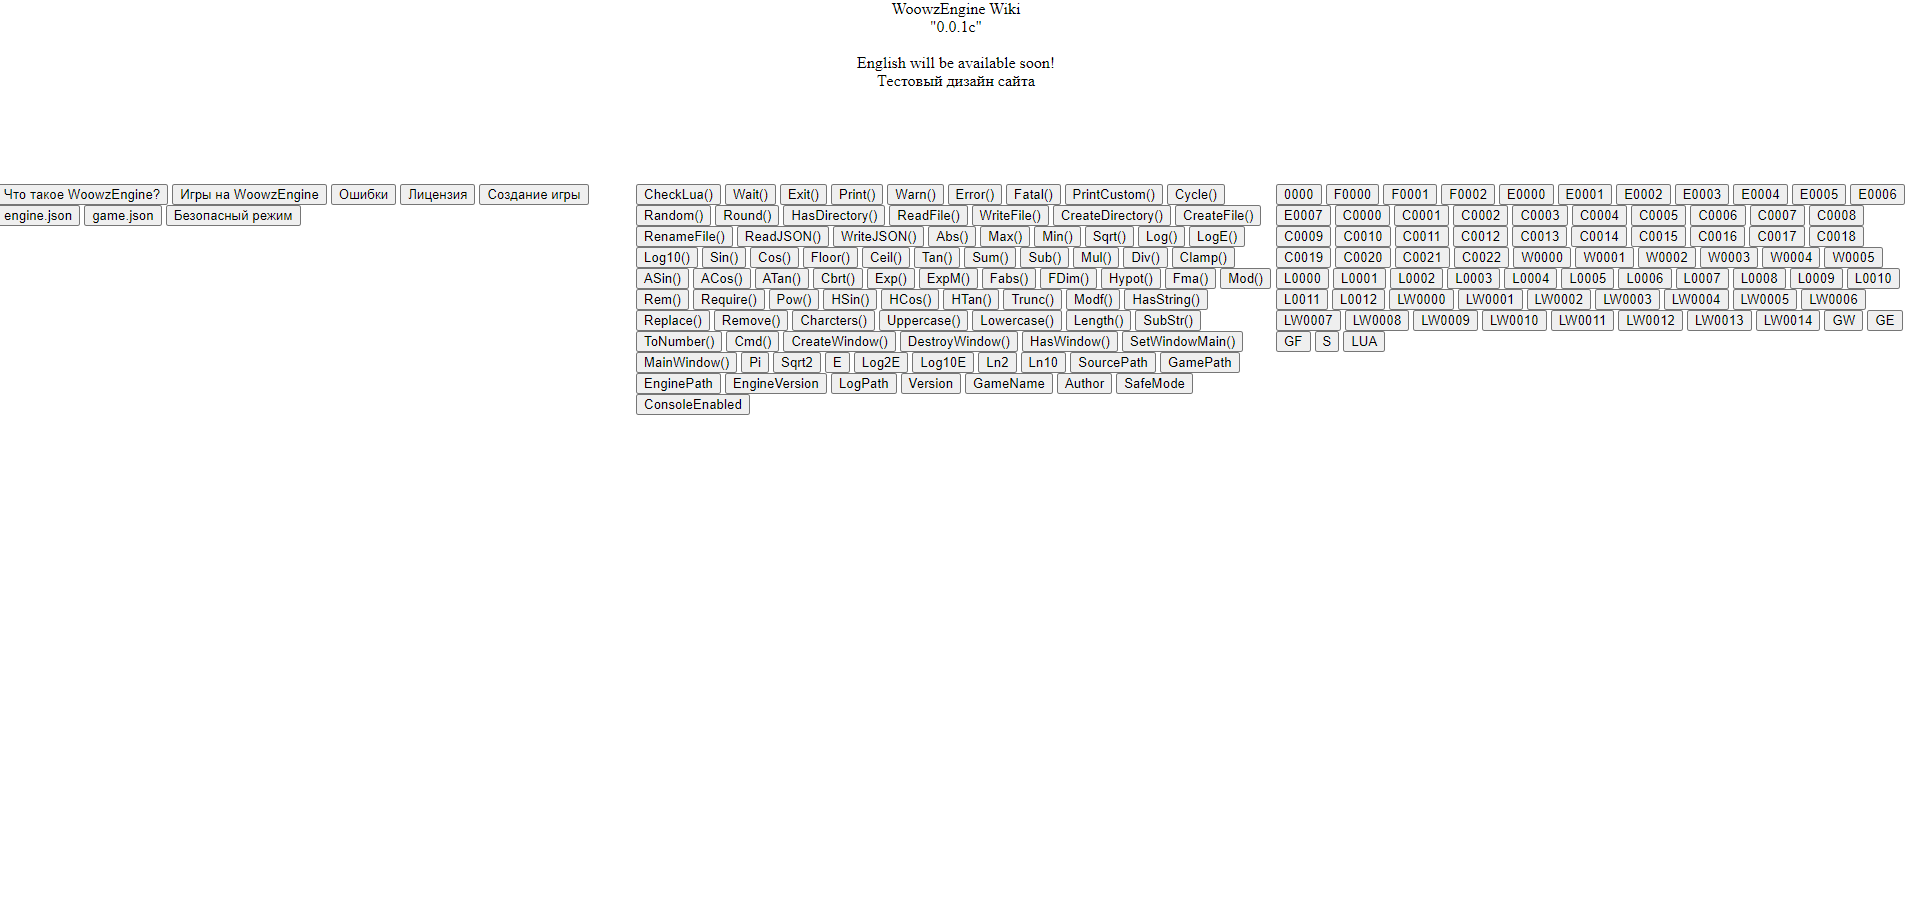 WoowzEngine Wiki
"0.0.1c"
English will be available soon!
Тестовый дизайн сайта
Что такое WoowzEngine? Игры на WoowzEngine Ошибки Лицензия Создание игры
engine.json game.json Безопасный режим
CheckLua() Wait() Exit() Print() Warn() Error() Fatal() PrintCustom() Cycle()
Random() Round() HasDirectory() ReadFile() WriteFile() CreateDirectory() CreateFile()
RenameFile() ReadJSON() WriteJSON() Abs() Max() Min() Sqrt() Log() LogE()
Log10() Sin() Cos() Floor() Ceil() Tan() Sum() Sub() Mul() Div() Clamp()
ASin() ACos() ATan() Cbrt() Exp() ExpM() Fabs() FDim() Hypot() Fma() Mod()
Rem() Require() Pow() HSin() HCos() HTan() Trunc() Modf() HasString()
Replace() Remove() Charcters() Uppercase() Lowercase() Length() SubStr()
ToNumber() Cmd() CreateWindow() DestroyWindow() HasWindow() SetWindowMain()
MainWindow() Pi Sqrt2 E Log2E Log10E Ln2 Ln10 SourcePath GamePath
EnginePath EngineVersion LogPath Version GameName Author SafeMode
ConsoleEnabled
0000 F0000 F0001 F0002 E0000 E0001 E0002 E0003 E0004 E0005 E0006
E0007 C0000 C0001 C0002 C0003 C0004 C0005 C0006 C0007 C0008
C0009 C0010 C0011 C0012 C0013 C0014 C0015 C0016 C0017 C0018
C0019 C0020 C0021 C0022 W0000 W0001 W0002 W0003 W0004 W0005
L0000 L0001 L0002 L0003 L0004 L0005 L0006 L0007 L0008 L0009 L0010
L0011 L0012 LW0000 LW0001 LW0002 LW0003 LW0004 LW0005 LW0006
LW0007 LW0008 LW0009 LW0010 LW0011 LW0012 LW0013 LW0014 GW GE
GF S LUA